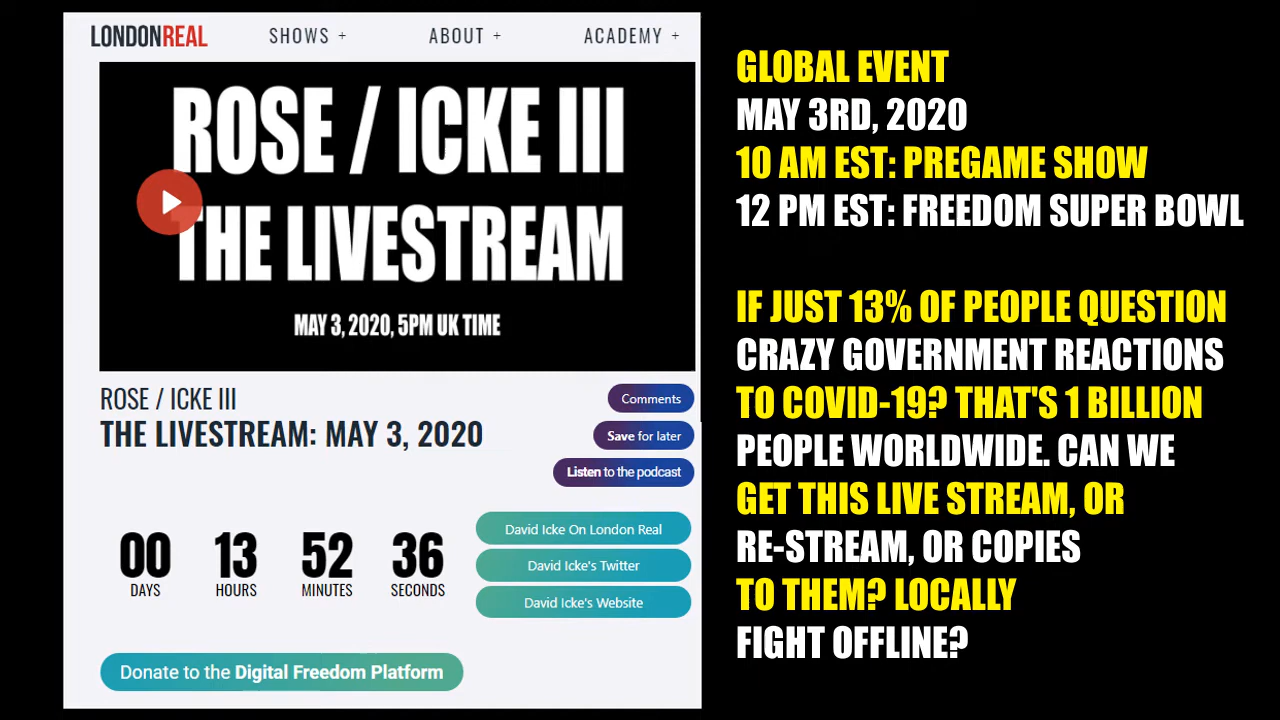 LONDONREAL
SHOWS +
ABOUT +
ACADEMY +
ROSE / ICKE III
THE LIVESTREAM
MAY 3, 2020, 5PM UK TIME
ROSE / ICKE III
THE LIVESTREAM: MAY 3, 2020
Comments
Save for later
Listen to the podcast
00 13 52 36
DAYS HOURS MINUTES SECONDS
David Icke On London Real
David Icke's Twitter
David Icke's Website
Donate to the Digital Freedom Platform
GLOBAL EVENT
MAY 3RD, 2020
10 AM EST: PREGAME SHOW
12 PM EST: FREEDOM SUPER BOWL
IF JUST 13% OF PEOPLE QUESTION
CRAZY GOVERNMENT REACTIONS
TO COVID-19? THAT'S 1 BILLION
PEOPLE WORLDWIDE. CAN WE
GET THIS LIVE STREAM, OR
RE-STREAM, OR COPIES
TO THEM? LOCALLY
FIGHT OFFLINE?